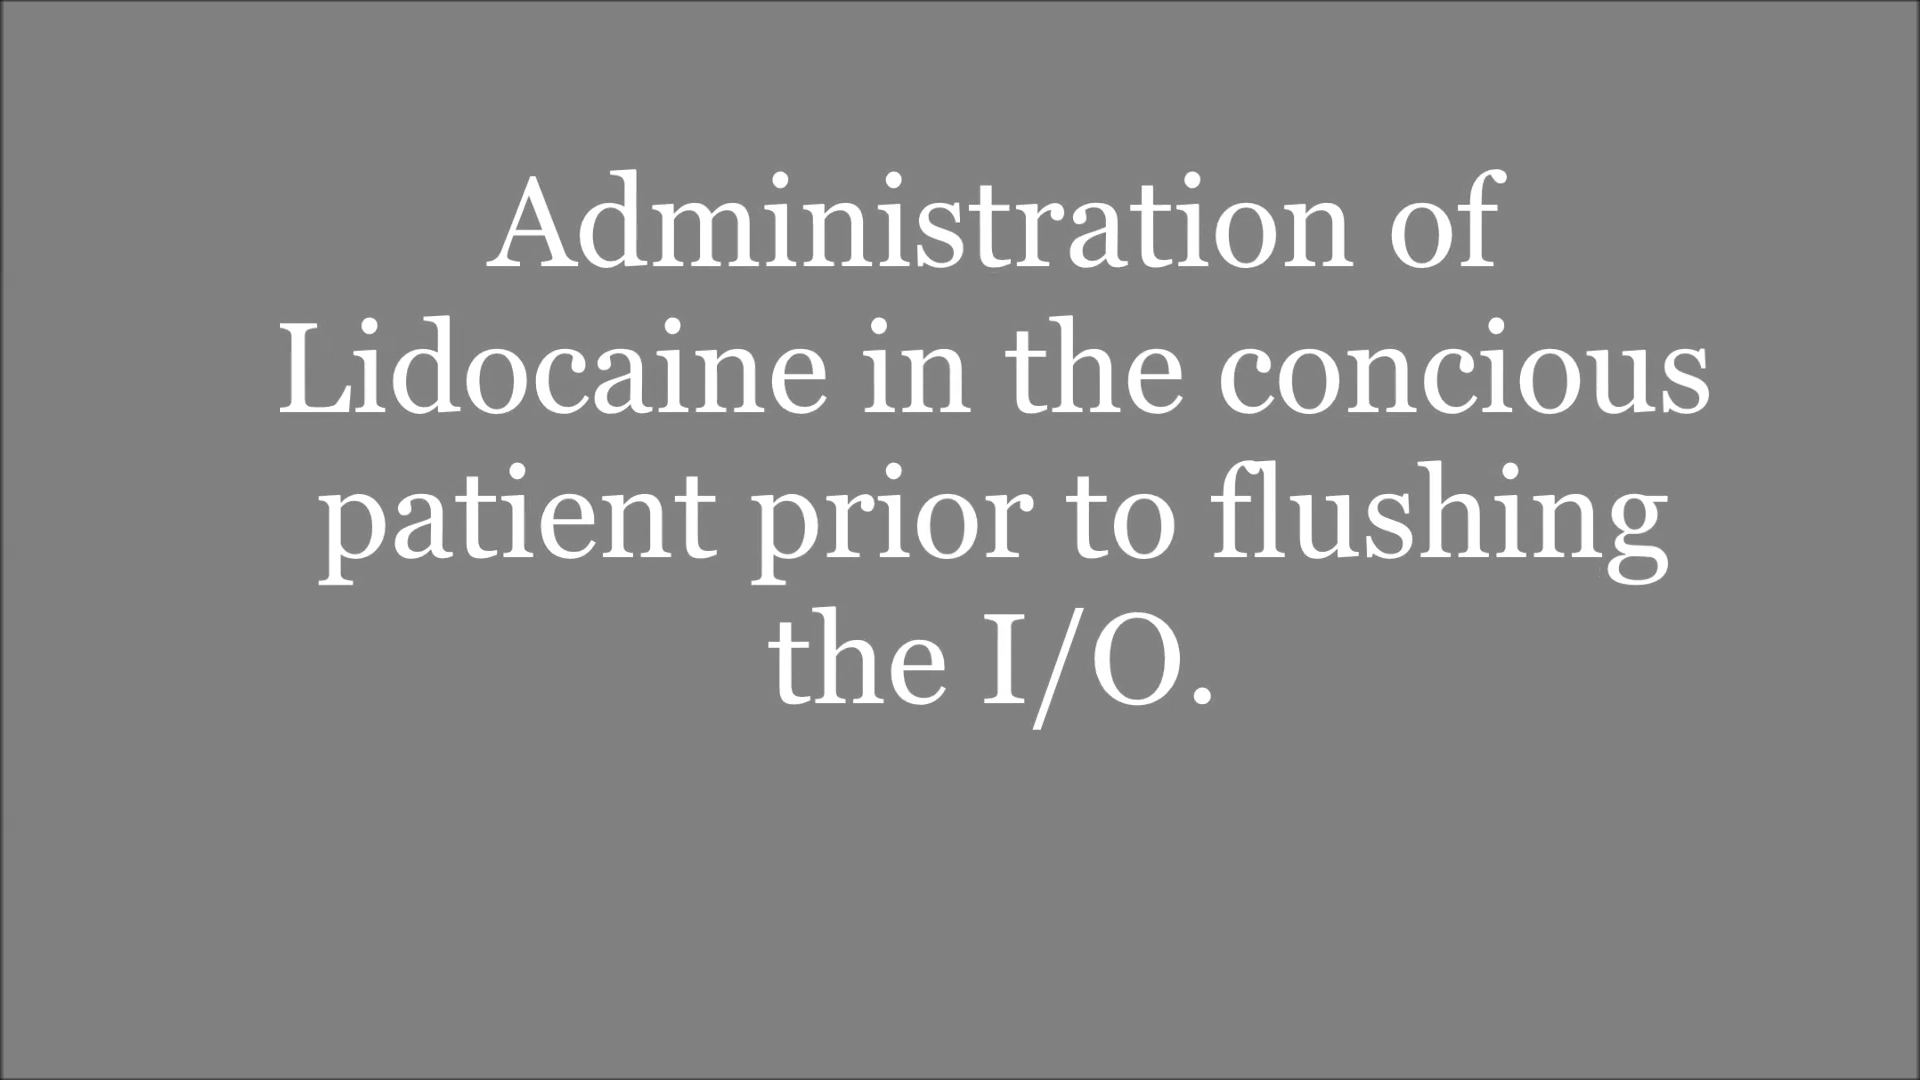 Administration of
Lidocaine in the concious
patient prior to flushing
the I/O.